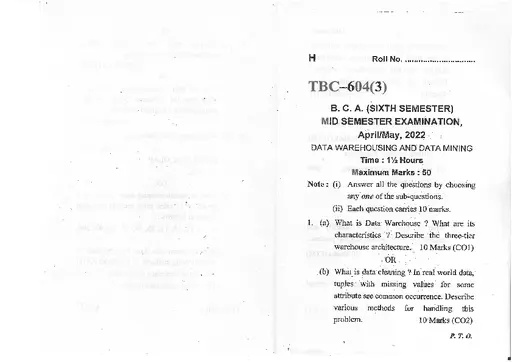 H Roll No. ..............................
TBC–604(3)
B. C. A. (SIXTH SEMESTER)
MID SEMESTER EXAMINATION,
April/May, 2022
DATA WAREHOUSING AND DATA MINING
Time : 1½ Hours
Maximum Marks : 50
Note : (i) Answer all the questions by choosing
any one of the sub-questions.
(ii) Each question carries 10 marks.
1. (a) What is Data Warehouse ? What are its
characteristics ? Describe the three-tier
warehouse architecture. 10 Marks (CO1)
OR
(b) What is data cleaning ? In real world data,
tuples with missing values for some
attribute are common occurrence. Describe
various methods for handling this
problem. 10 Marks (CO2)
P. T. O.